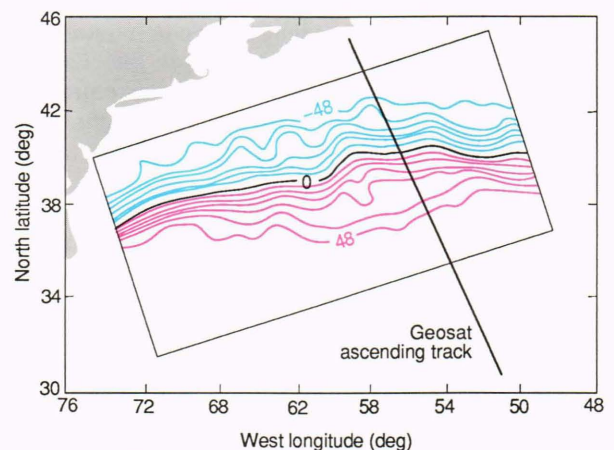 46
42
38
34
30
North latitude (deg)
−48
0
48
Geosat
ascending track
76 72 68 62 58 54 50 48
West longitude (deg)